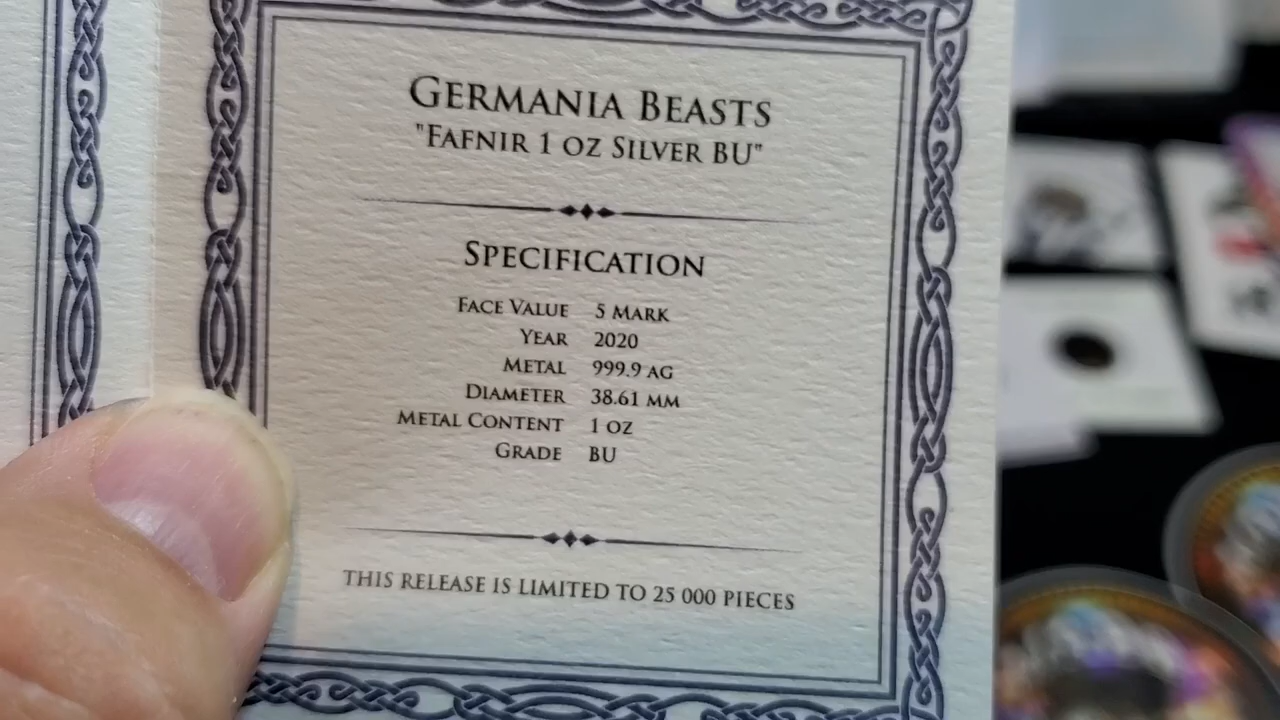 GERMANIA BEASTS
"FAFNIR 1 OZ SILVER BU"
SPECIFICATION
FACE VALUE 5 MARK
YEAR 2020
METAL 999.9 AG
DIAMETER 38.61 MM
METAL CONTENT 1 OZ
GRADE BU
THIS RELEASE IS LIMITED TO 25 000 PIECES